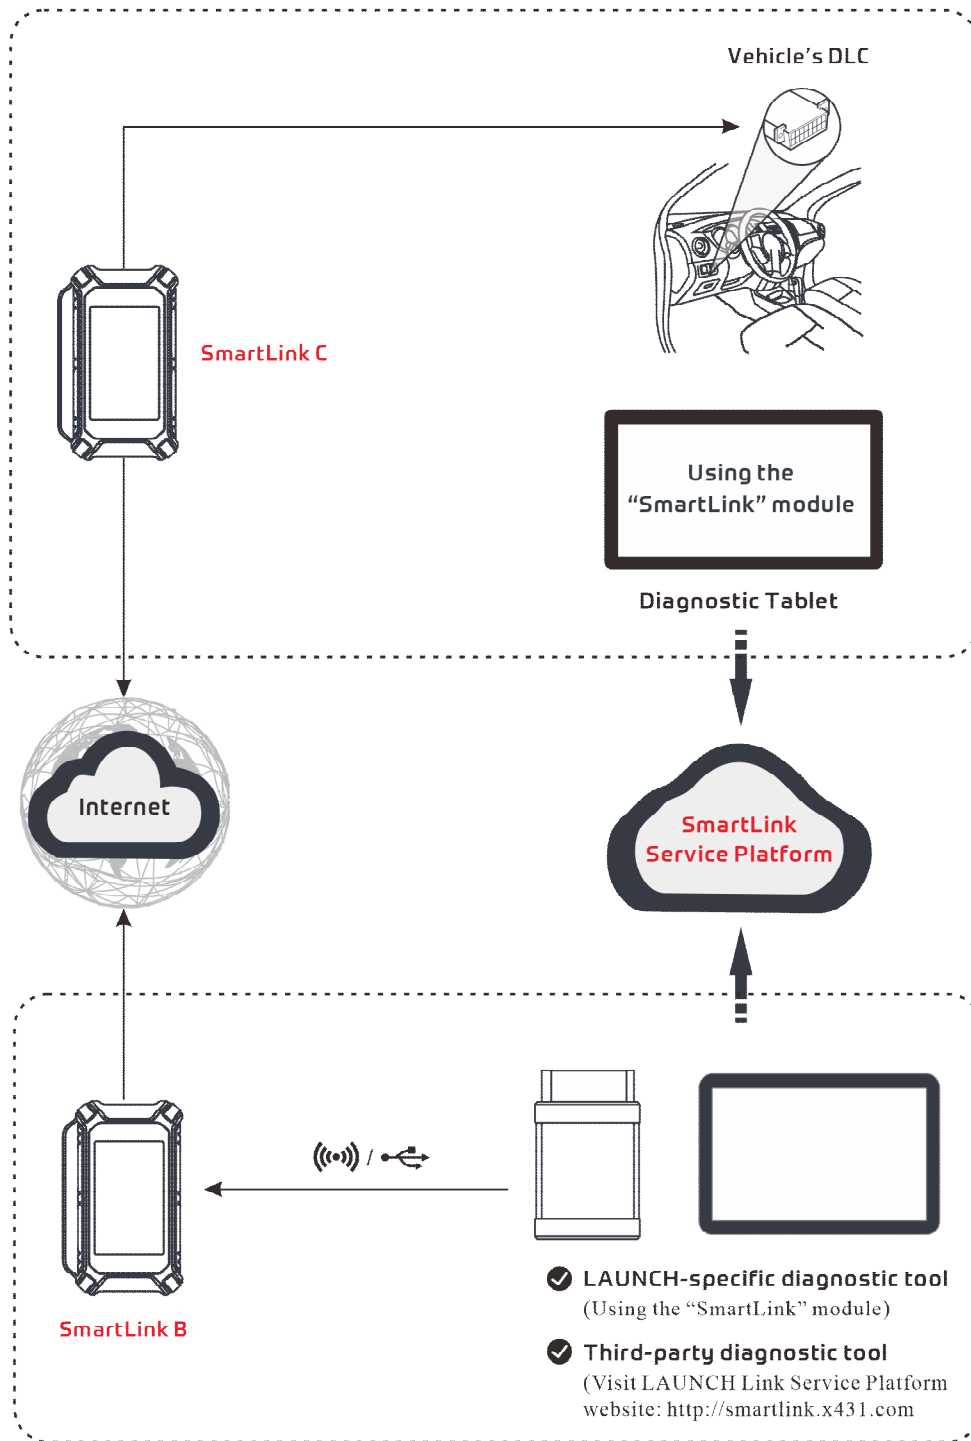 Vehicle's DLC
SmartLink C
Using the
“SmartLink” module
Diagnostic Tablet
Internet
SmartLink
Service Platform
/
SmartLink B
LAUNCH-specific diagnostic tool
(Using the “SmartLink” module)
Third-party diagnostic tool
(Visit LAUNCH Link Service Platform
website: http://smartlink.x431.com